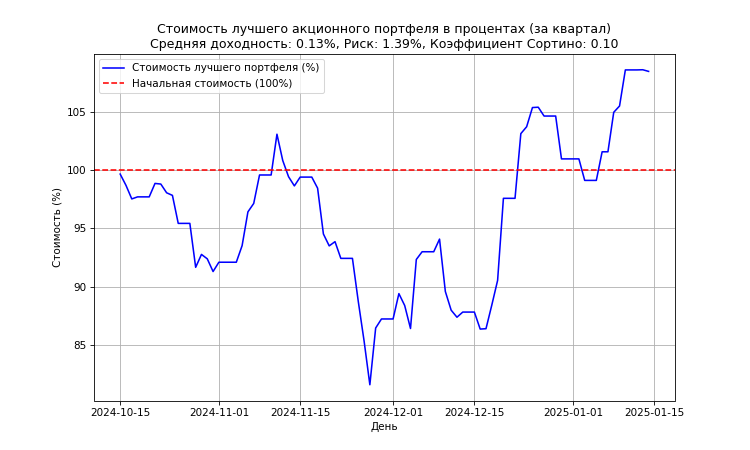 Стоимость лучшего акционного портфеля в процентах (за квартал)
Средняя доходность: 0.13%, Риск: 1.39%, Коэффициент Сортино: 0.10
Стоимость лучшего портфеля (%)
Начальная стоимость (100%)
Стоимость (%)
105
100
95
90
85
2024-10-15
2024-11-01
2024-11-15
2024-12-01
2024-12-15
2025-01-01
2025-01-15
День